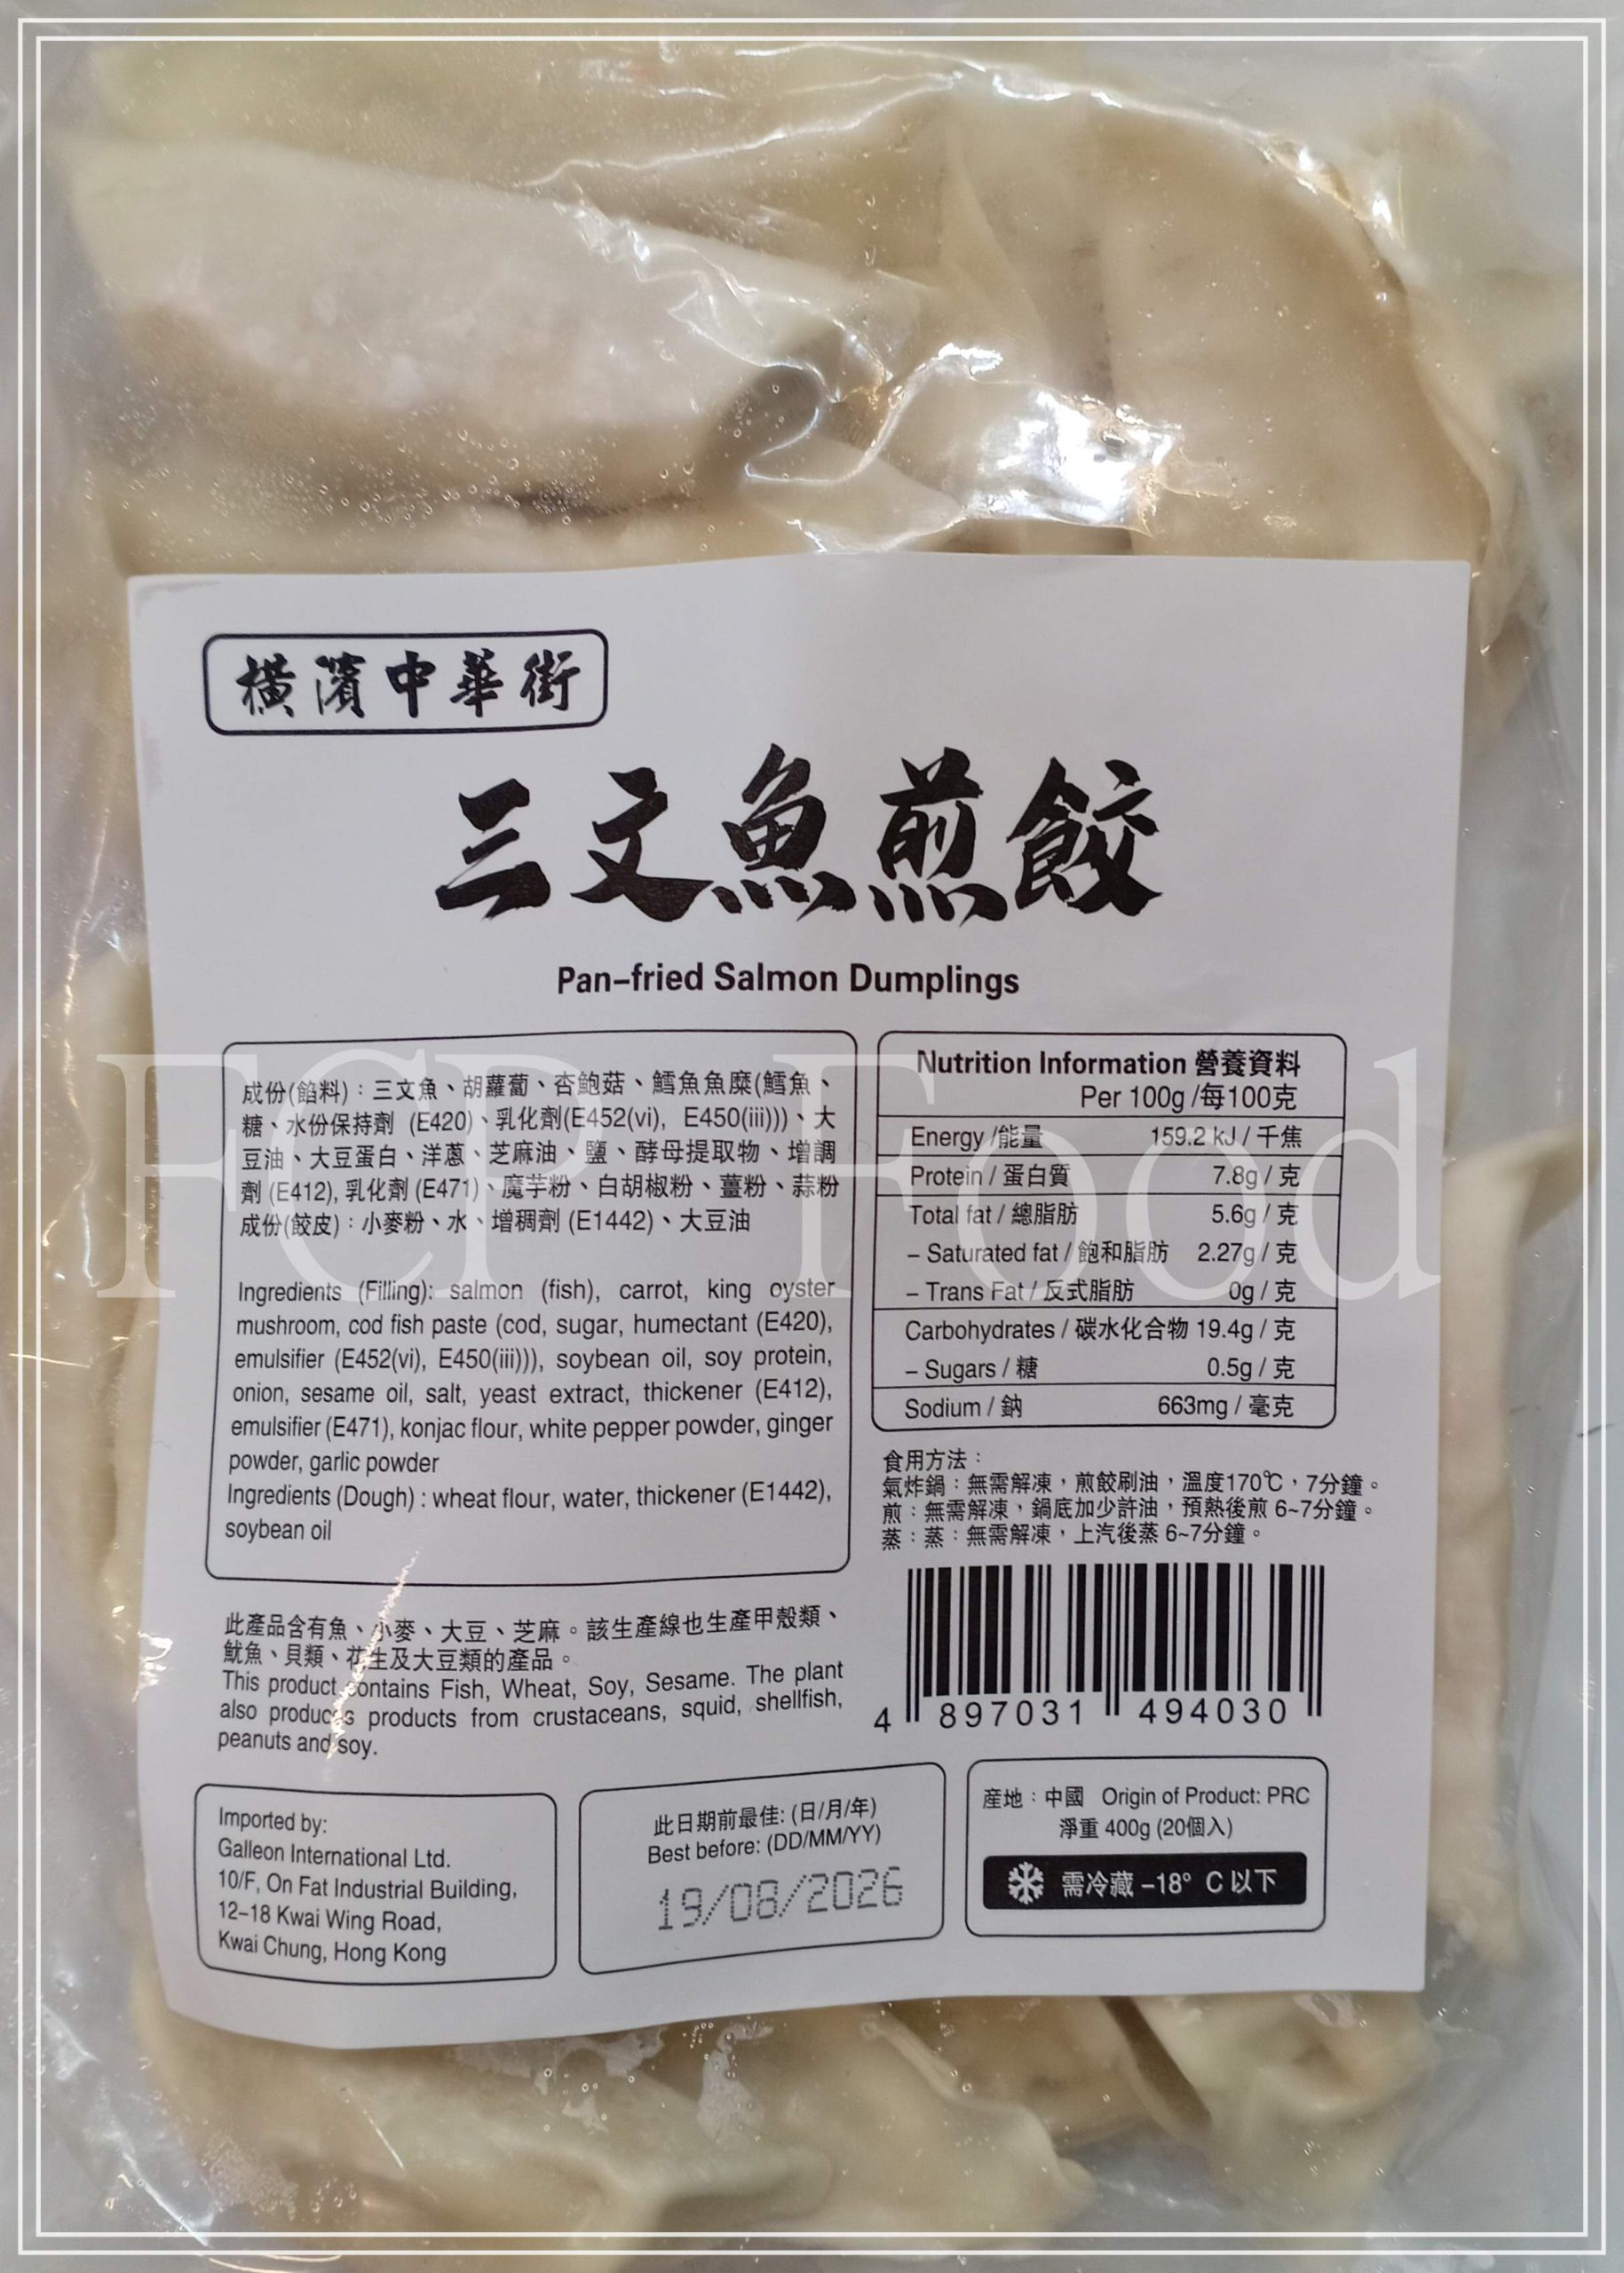 橫濱中華街
三文魚煎餃
Pan-fried Salmon Dumplings
成份(餡料)：三文魚、胡蘿蔔、杏鮑菇、鱈魚魚糜(鱈魚、
糖、水份保持劑 (E420)、乳化劑(E452(vi), E450(iii)))、大
豆油、大豆蛋白、洋蔥、芝麻油、鹽、酵母提取物、增調
劑 (E412), 乳化劑 (E471)、魔芋粉、白胡椒粉、薑粉、蒜粉
成份(餃皮)：小麥粉、水、增稠劑 (E1442)、大豆油
Ingredients (Filling): salmon (fish), carrot, king oyster
mushroom, cod fish paste (cod, sugar, humectant (E420),
emulsifier (E452(vi), E450(iii))), soybean oil, soy protein,
onion, sesame oil, salt, yeast extract, thickener (E412),
emulsifier (E471), konjac flour, white pepper powder, ginger
powder, garlic powder
Ingredients (Dough) : wheat flour, water, thickener (E1442),
soybean oil
此產品含有魚、小麥、大豆、芝麻。該生產線也生產甲殼類、
魷魚、貝類、花生及大豆類的產品。
This product contains Fish, Wheat, Soy, Sesame. The plant
also produces products from crustaceans, squid, shellfish,
peanuts and soy.
Nutrition Information 營養資料
Per 100g /每100克
Energy /能量 159.2 kJ / 千焦
Protein / 蛋白質 7.8g / 克
Total fat / 總脂肪 5.6g / 克
– Saturated fat / 飽和脂肪 2.27g / 克
– Trans Fat / 反式脂肪 0g / 克
Carbohydrates / 碳水化合物 19.4g / 克
– Sugars / 糖 0.5g / 克
Sodium / 鈉 663mg / 毫克
食用方法：
氣炸鍋：無需解凍，煎餃刷油，溫度170℃，7分鐘。
煎：無需解凍，鍋底加少許油，預熱後煎 6~7分鐘。
蒸：蒸：無需解凍，上汽後蒸 6~7分鐘。
4 897031 494030
Imported by:
Galleon International Ltd.
10/F, On Fat Industrial Building,
12-18 Kwai Wing Road,
Kwai Chung, Hong Kong
此日期前最佳: (日/月/年)
Best before: (DD/MM/YY)
19/08/2026
産地：中國 Origin of Product: PRC
淨重 400g (20個入)
需冷藏 –18° C 以下
FCP Food